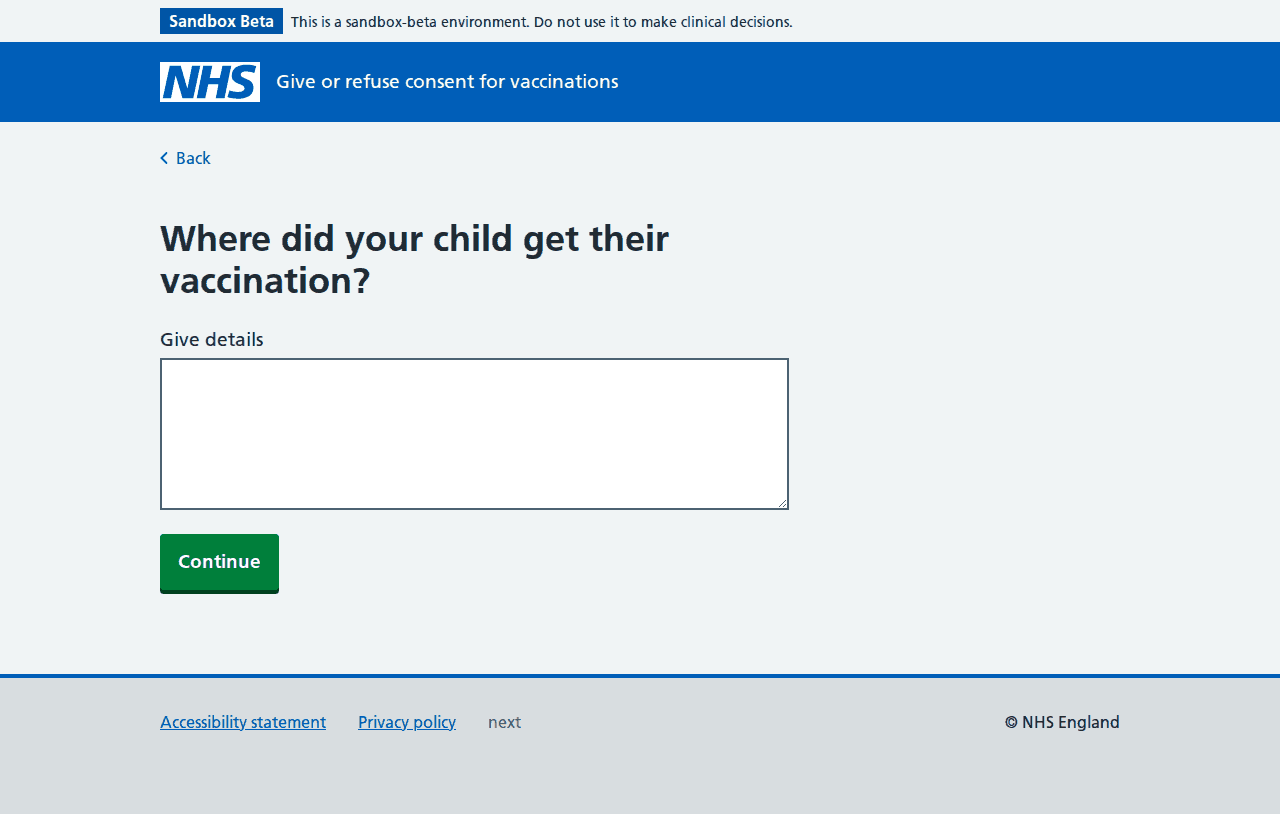 Sandbox Beta This is a sandbox-beta environment. Do not use it to make clinical decisions.
NHS Give or refuse consent for vaccinations
Back
Where did your child get their
vaccination?
Give details
Continue
Accessibility statement Privacy policy next © NHS England